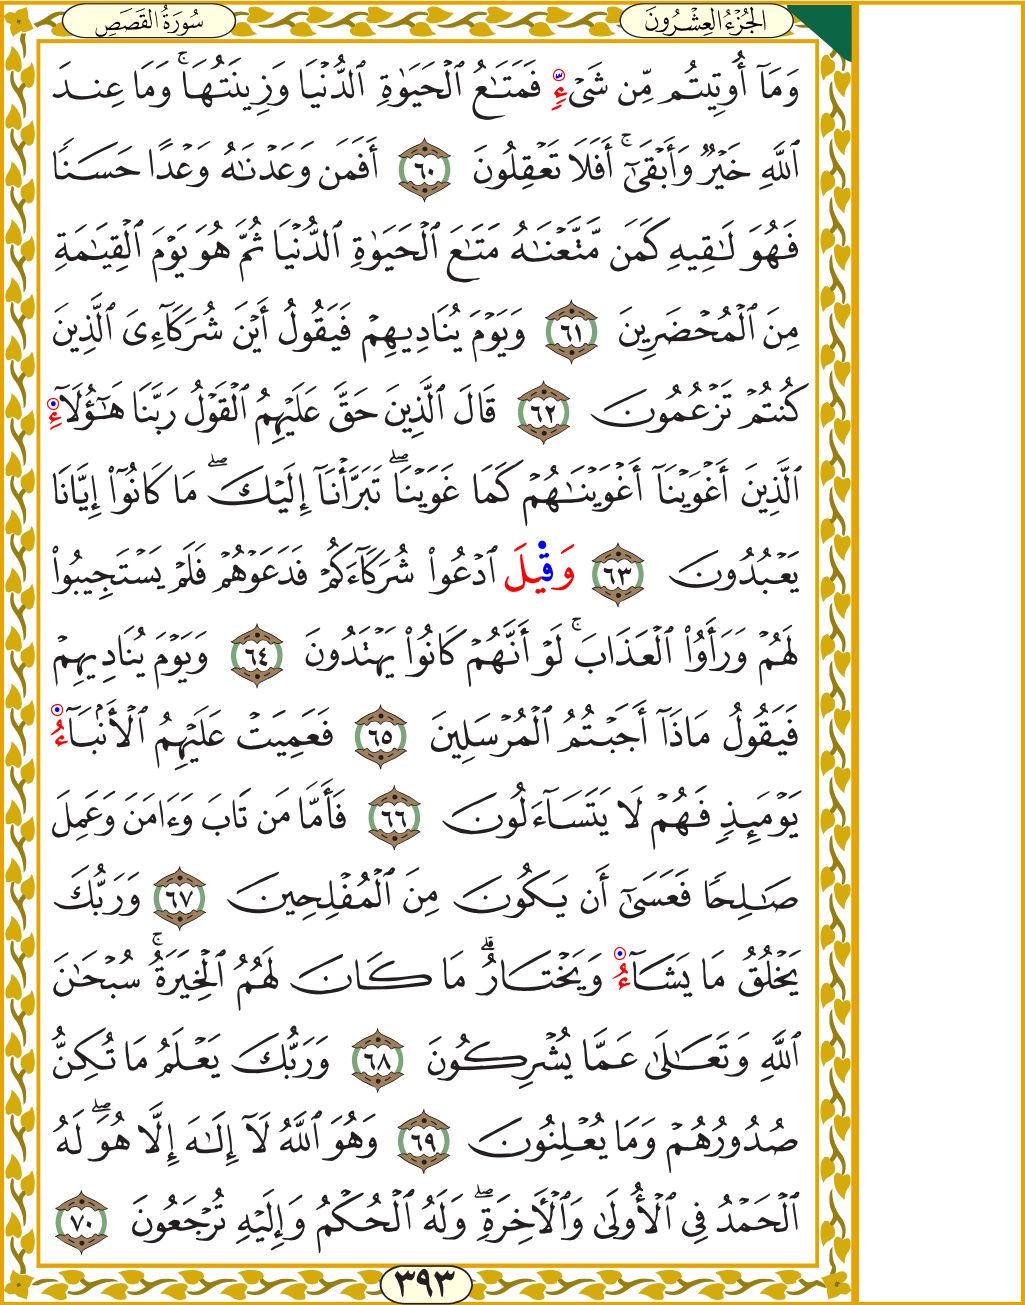 الجُزْءُ العِشْرُونَ
سُورَةُ القَصَصِ
وَمَآ أُوتِيتُم مِّن شَىْءٍ فَمَتَـٰعُ ٱلْحَيَوٰةِ ٱلدُّنْيَا وَزِينَتُهَا ۚ وَمَا عِندَ
ٱللَّهِ خَيْرٌ وَأَبْقَىٰٓ ۚ أَفَلَا تَعْقِلُونَ ٦٠ أَفَمَن وَعَدْنَـٰهُ وَعْدًا حَسَنًا
فَهُوَ لَـٰقِيهِ كَمَن مَّتَّعْنَـٰهُ مَتَـٰعَ ٱلْحَيَوٰةِ ٱلدُّنْيَا ثُمَّ هُوَ يَوْمَ ٱلْقِيَـٰمَةِ
مِنَ ٱلْمُحْضَرِينَ ٦١ وَيَوْمَ يُنَادِيهِمْ فَيَقُولُ أَيْنَ شُرَكَآءِىَ ٱلَّذِينَ
كُنتُمْ تَزْعُمُونَ ٦٢ قَالَ ٱلَّذِينَ حَقَّ عَلَيْهِمُ ٱلْقَوْلُ رَبَّنَا هَـٰٓؤُلَآءِ
ٱلَّذِينَ أَغْوَيْنَآ أَغْوَيْنَـٰهُمْ كَمَا غَوَيْنَا ۖ تَبَرَّأْنَآ إِلَيْكَ ۖ مَا كَانُوٓا۟ إِيَّانَا
يَعْبُدُونَ ٦٣ وَقِيلَ ٱدْعُوا۟ شُرَكَآءَكُمْ فَدَعَوْهُمْ فَلَمْ يَسْتَجِيبُوا۟
لَهُمْ وَرَأَوُا۟ ٱلْعَذَابَ ۚ لَوْ أَنَّهُمْ كَانُوا۟ يَهْتَدُونَ ٦٤ وَيَوْمَ يُنَادِيهِمْ
فَيَقُولُ مَاذَآ أَجَبْتُمُ ٱلْمُرْسَلِينَ ٦٥ فَعَمِيَتْ عَلَيْهِمُ ٱلْأَنۢبَآءُ
يَوْمَئِذٍ فَهُمْ لَا يَتَسَآءَلُونَ ٦٦ فَأَمَّا مَن تَابَ وَءَامَنَ وَعَمِلَ
صَـٰلِحًا فَعَسَىٰٓ أَن يَكُونَ مِنَ ٱلْمُفْلِحِينَ ٦٧ وَرَبُّكَ
يَخْلُقُ مَا يَشَآءُ وَيَخْتَارُ ۗ مَا كَانَ لَهُمُ ٱلْخِيَرَةُ ۚ سُبْحَـٰنَ
ٱللَّهِ وَتَعَـٰلَىٰ عَمَّا يُشْرِكُونَ ٦٨ وَرَبُّكَ يَعْلَمُ مَا تُكِنُّ
صُدُورُهُمْ وَمَا يُعْلِنُونَ ٦٩ وَهُوَ ٱللَّهُ لَآ إِلَـٰهَ إِلَّا هُوَ ۖ لَهُ
ٱلْحَمْدُ فِى ٱلْأُولَىٰ وَٱلْـَٔاخِرَةِ ۖ وَلَهُ ٱلْحُكْمُ وَإِلَيْهِ تُرْجَعُونَ ٧٠
٣٩٣